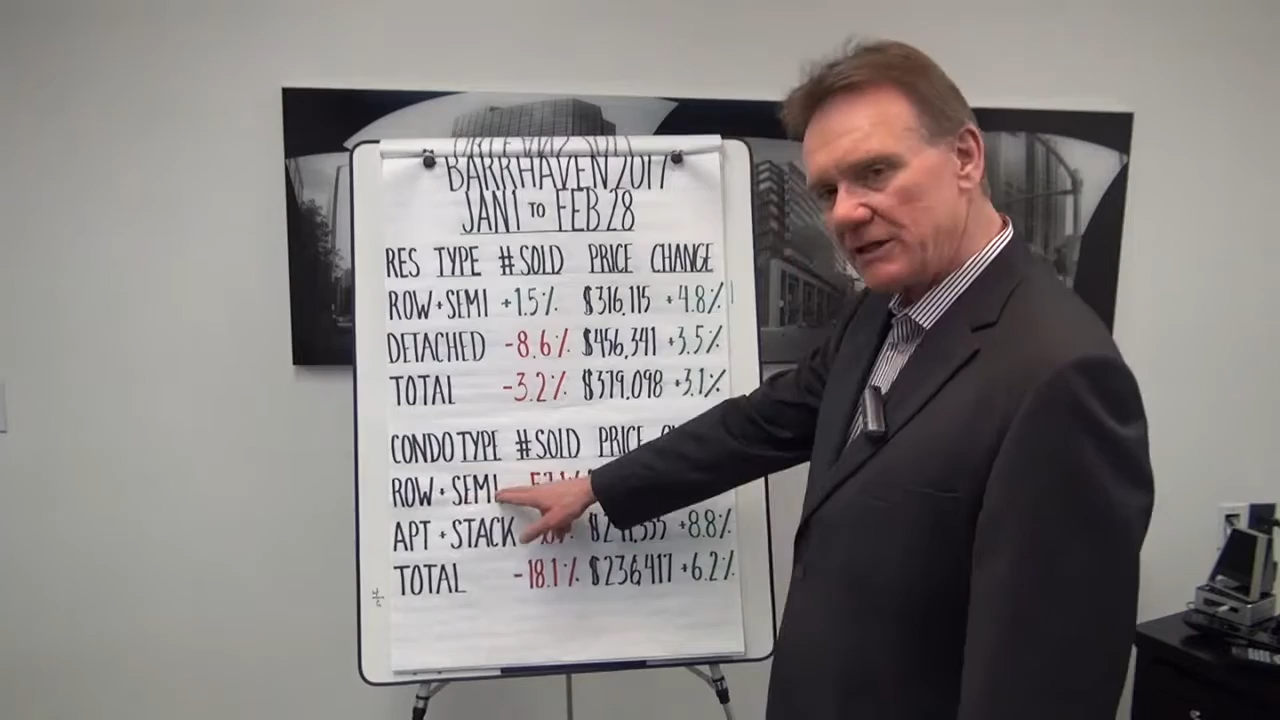 BARRHAVEN 2017
JAN 1 TO FEB 28
RES TYPE #SOLD PRICE CHANGE
ROW+SEMI +1.5% $316,115 +4.8%
DETACHED -8.6% $456,341 +3.5%
TOTAL -3.2% $379,098 +3.1%
CONDO TYPE #SOLD PRICE
ROW+SEMI
APT+STACK +8.8%
TOTAL -18.1% $236,417 +6.2%